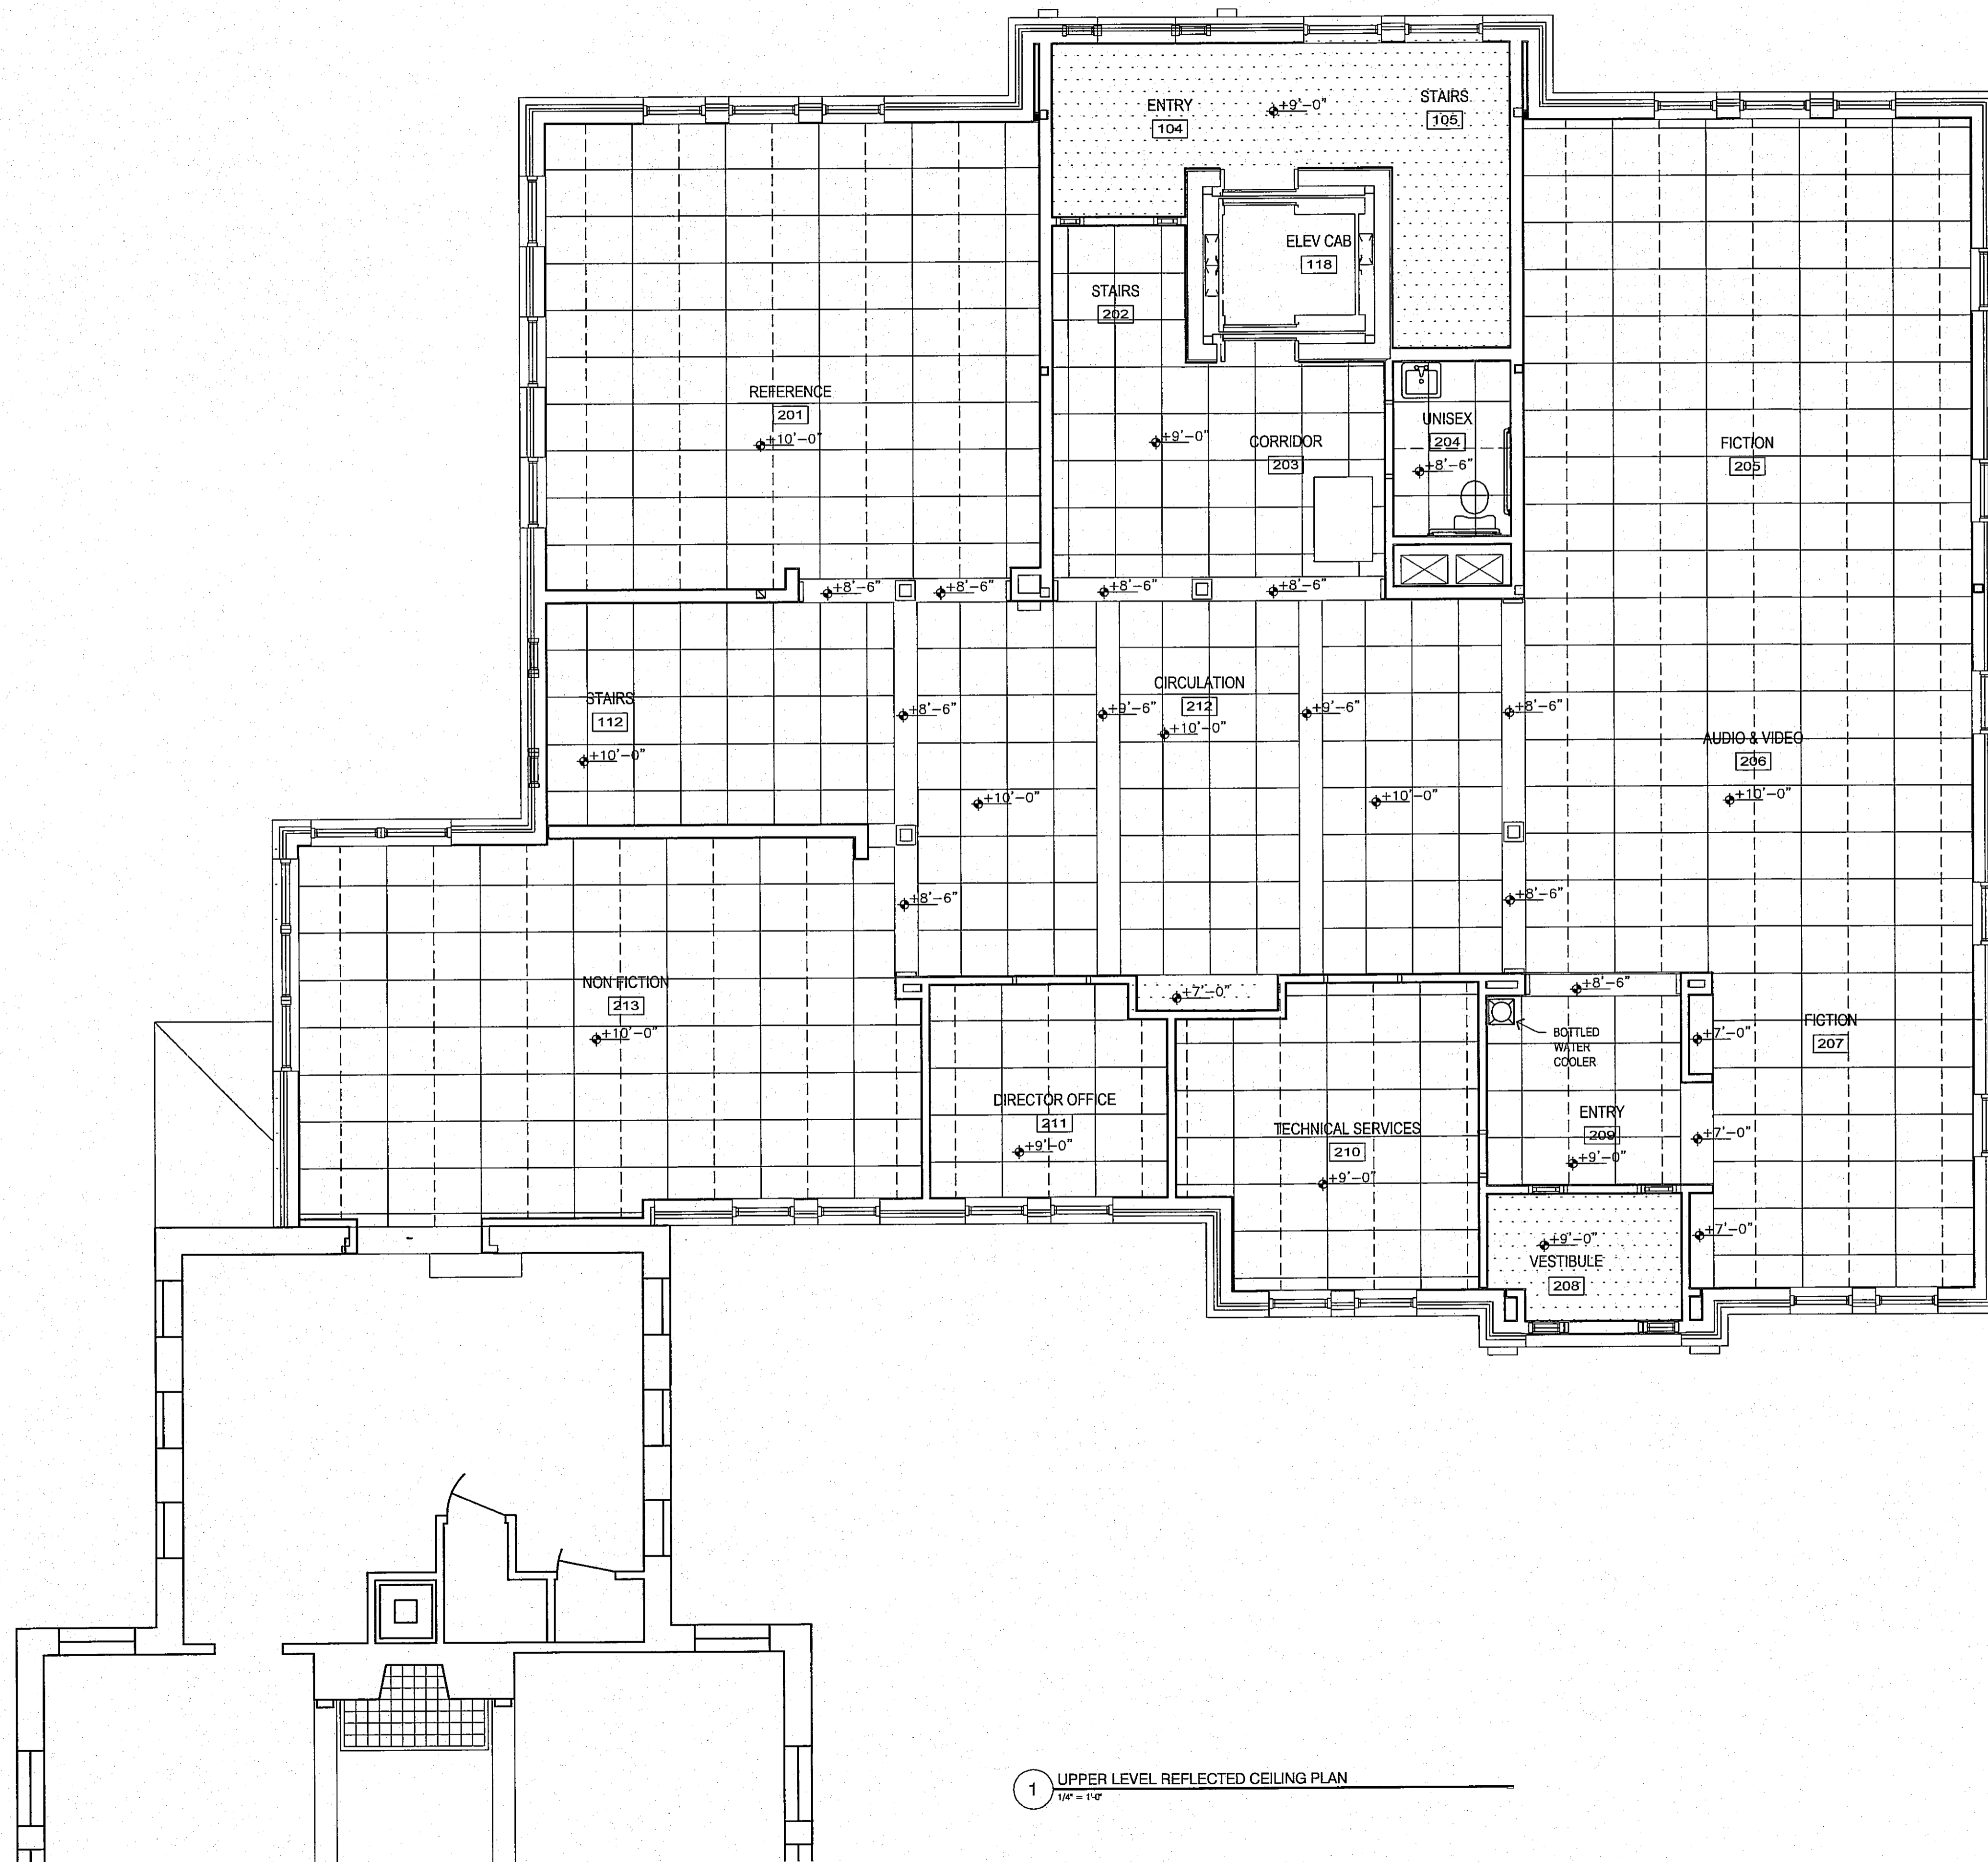 ENTRY
104
+9'-0"
STAIRS
105
ELEV CAB
118
STAIRS
202
REFERENCE
201
+10'-0"
+9'-0"
CORRIDOR
203
UNISEX
204
+8'-6"
FICTION
205
+8'-6"
+8'-6"
+8'-6"
+8'-6"
STAIRS
112
+10'-0"
+8'-6"
+9'-6"
CIRCULATION
212
+10'-0"
+9'-6"
+8'-6"
AUDIO & VIDEO
206
+10'-0"
+10'-0"
+10'-0"
+8'-6"
+8'-6"
NON FICTION
213
+10'-0"
+7'-0"
+8'-6"
BOTTLED
WATER
COOLER
+7'-0"
FICTION
207
DIRECTOR OFFICE
211
+9'-0"
TECHNICAL SERVICES
210
+9'-0"
ENTRY
209
+9'-0"
+7'-0"
+9'-0"
VESTIBULE
208
+7'-0"
1
UPPER LEVEL REFLECTED CEILING PLAN
1/4" = 1'-0"